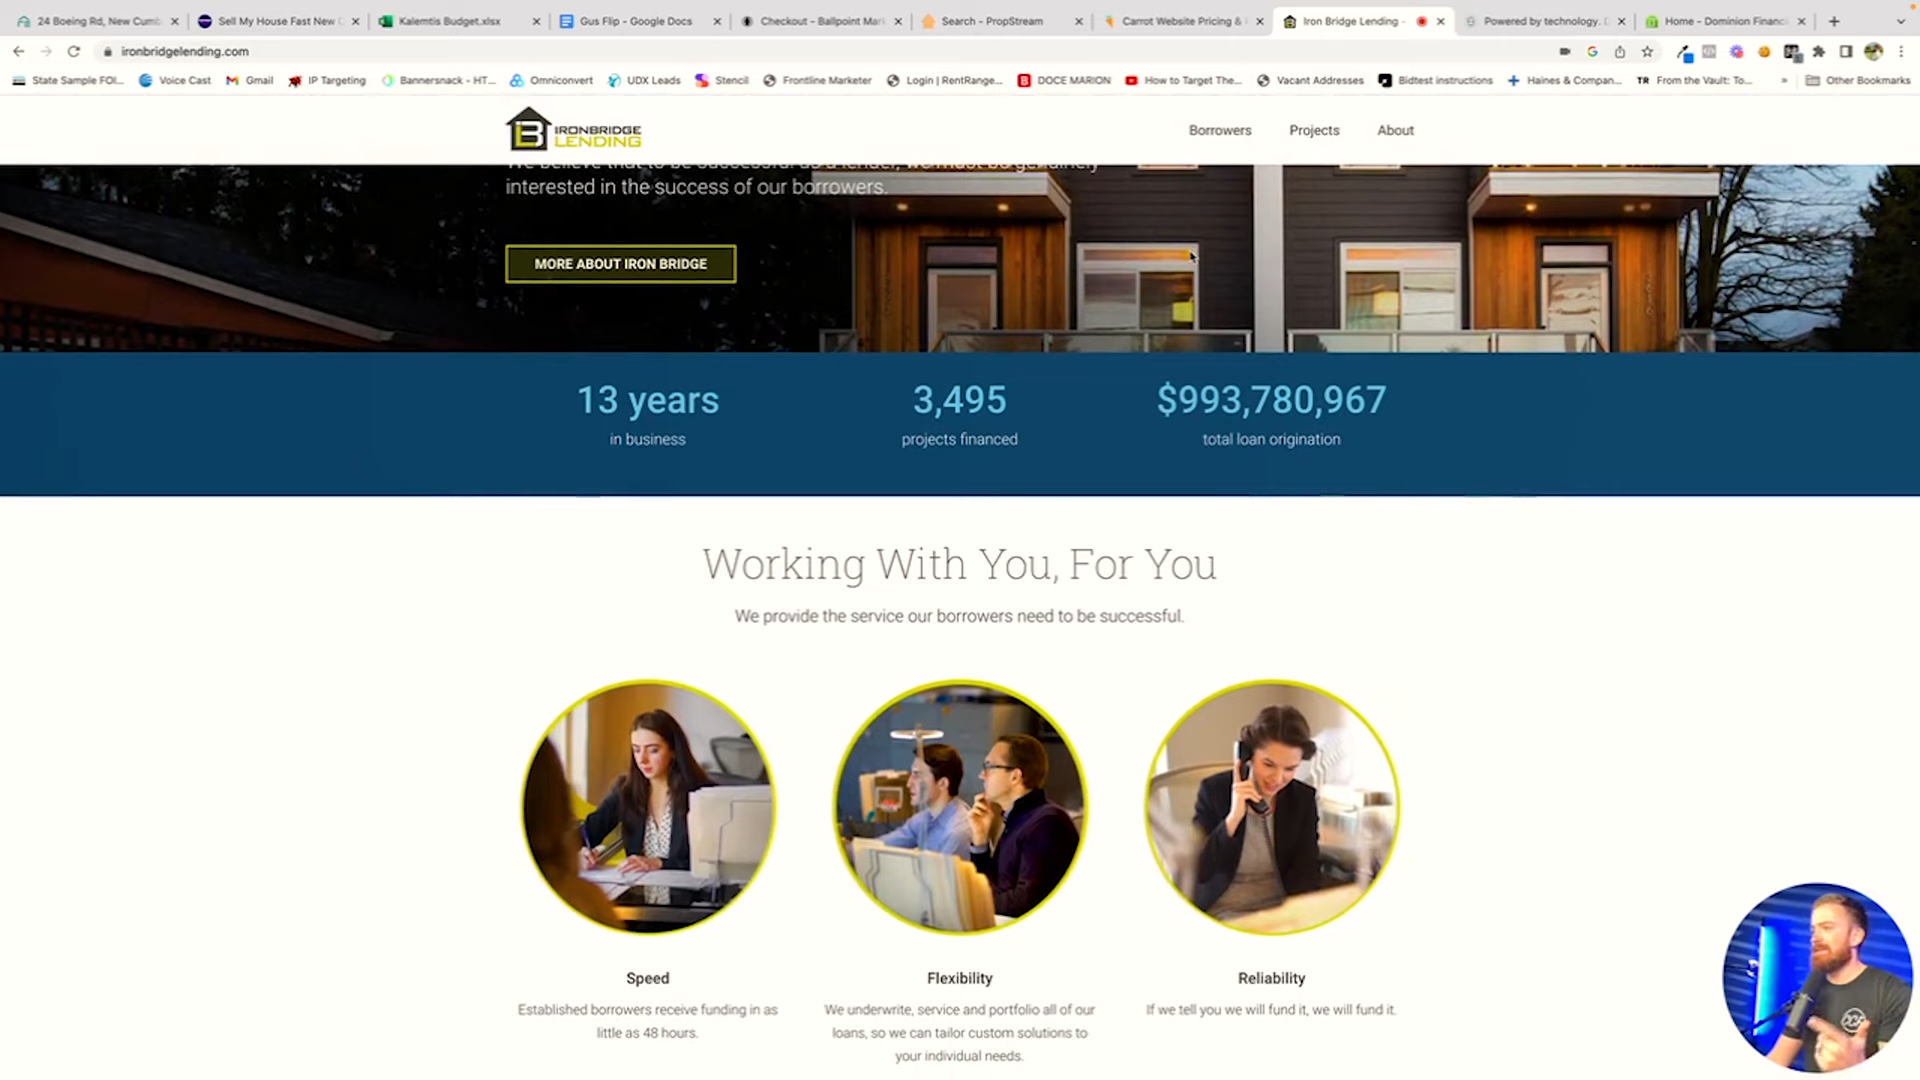 24 Boeing Rd, New Cumb
Sell My House Fast New C
Kalemtis Budget.xlsx
Gus Flip - Google Docs
Checkout - Ballpoint Mark
Search - PropStream
Carrot Website Pricing &
Iron Bridge Lending -
Powered by technology. D
Home - Dominion Financi
ironbridgelending.com
State Sample FOI...
Voice Cast
Gmail
IP Targeting
Bannersnack - HT...
Omniconvert
UDX Leads
Stencil
Frontline Marketer
Login | RentRange...
DOCE MARION
How to Target The...
Vacant Addresses
Bidtest instructions
Haines & Compan...
From the Vault: To...
Other Bookmarks
IRONBRIDGE
LENDING
Borrowers
Projects
About
We believe that to be successful as a lender, we must be genuinely
interested in the success of our borrowers.
MORE ABOUT IRON BRIDGE
13 years
in business
3,495
projects financed
$993,780,967
total loan origination
Working With You, For You
We provide the service our borrowers need to be successful.
Speed
Established borrowers receive funding in as
little as 48 hours.
Flexibility
We underwrite, service and portfolio all of our
loans, so we can tailor custom solutions to
your individual needs.
Reliability
If we tell you we will fund it, we will fund it.